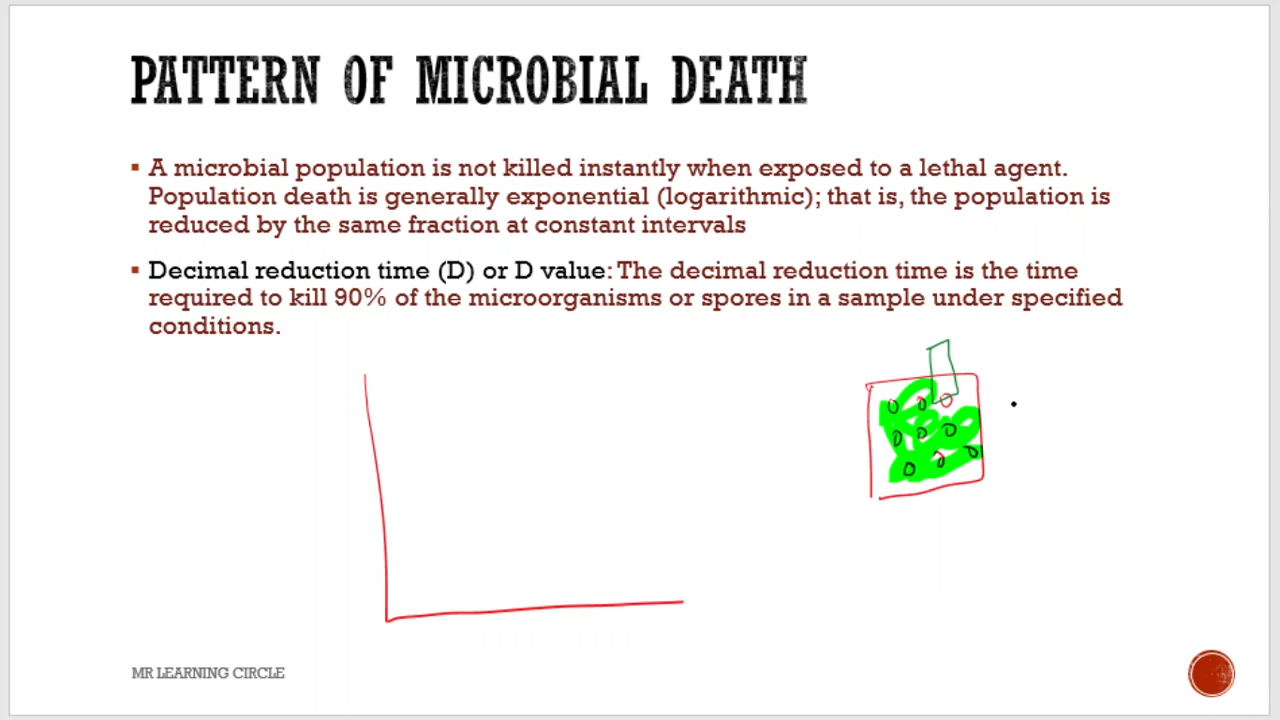 PATTERN OF MICROBIAL DEATH
▪ A microbial population is not killed instantly when exposed to a lethal agent.
Population death is generally exponential (logarithmic); that is, the population is
reduced by the same fraction at constant intervals
▪ Decimal reduction time (D) or D value: The decimal reduction time is the time
required to kill 90% of the microorganisms or spores in a sample under specified
conditions.
MR LEARNING CIRCLE